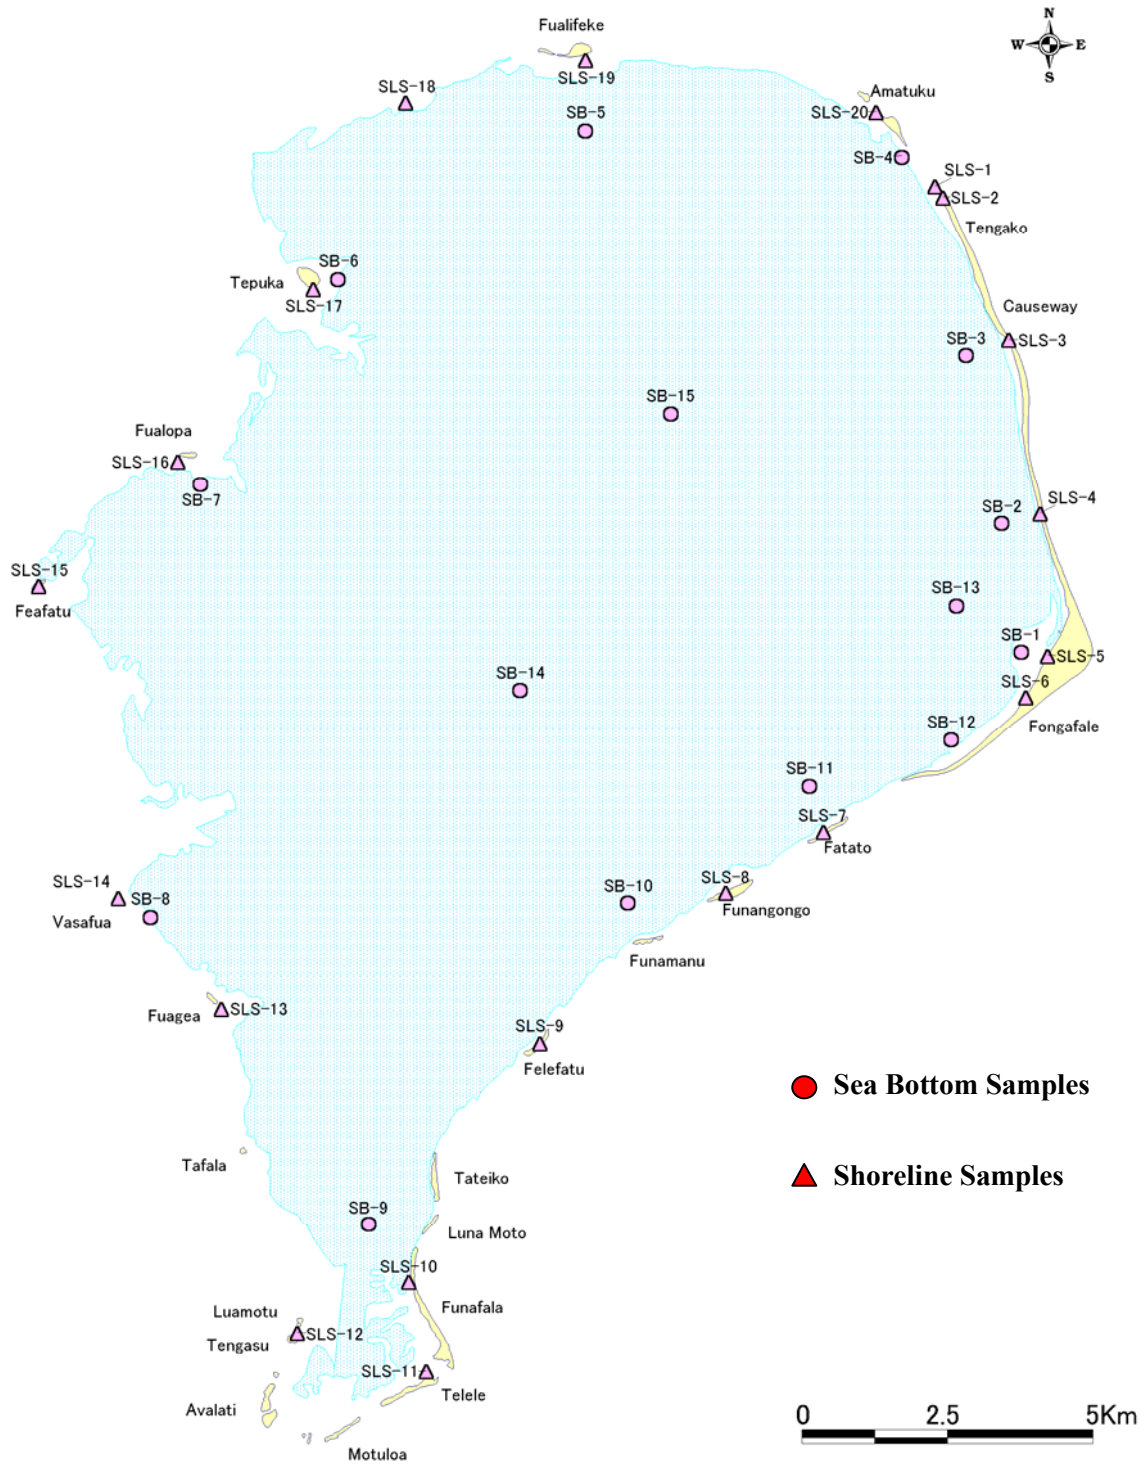 N
Fualifeke
W E
S
SLS-19
SLS-18
Amatuku
SB-5
SLS-20
SB-4
SLS-1
SLS-2
Tengako
SB-6
Tepuka
SLS-17
Causeway
SB-3
SLS-3
SB-15
Fualopa
SLS-16
SB-7
SLS-4
SB-2
SLS-15
Feafatu
SB-13
SB-1
SLS-5
SB-14
SLS-6
SB-12
Fongafale
SB-11
SLS-7
Fatato
SLS-14
SB-8
Vasafua
SB-10
SLS-8
Funangongo
Funamanu
SLS-13
Fuagea
SLS-9
Felefatu
Sea Bottom Samples
Tafala
Tateiko
Shoreline Samples
SB-9
Luna Moto
SLS-10
Luamotu
Funafala
SLS-12
Tengasu
SLS-11
Telele
Avalati
Motuloa
0 2.5 5Km